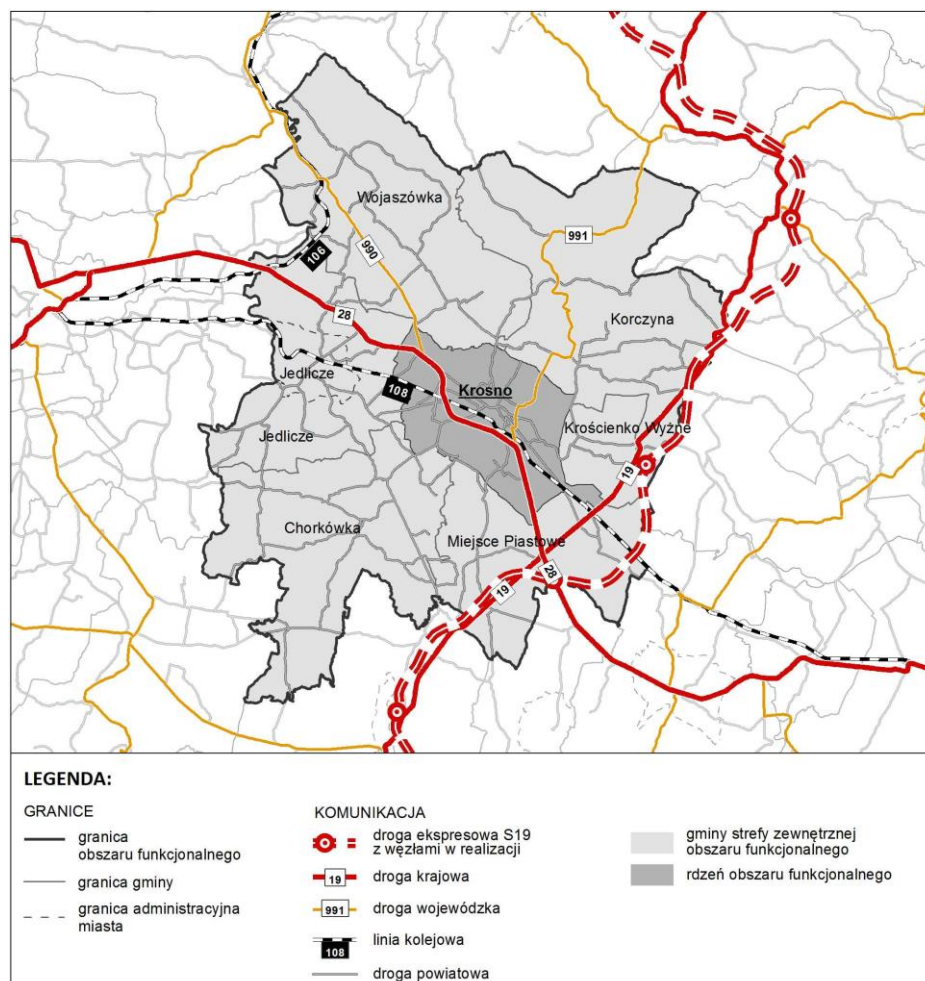 Wojaszówka
991
990
106
28
Korczyna
Krosno
Jedlicze
108
Krościenko Wyżne
Jedlicze
19
Chorkówka
Miejsce Piastowe
28
19
LEGENDA:
GRANICE
granica
obszaru funkcjonalnego
granica gminy
granica administracyjna
miasta
KOMUNIKACJA
droga ekspresowa S19
z węzłami w realizacji
19
droga krajowa
991
droga wojewódzka
linia kolejowa
108
droga powiatowa
gminy strefy zewnętrznej
obszaru funkcjonalnego
rdzeń obszaru funkcjonalnego